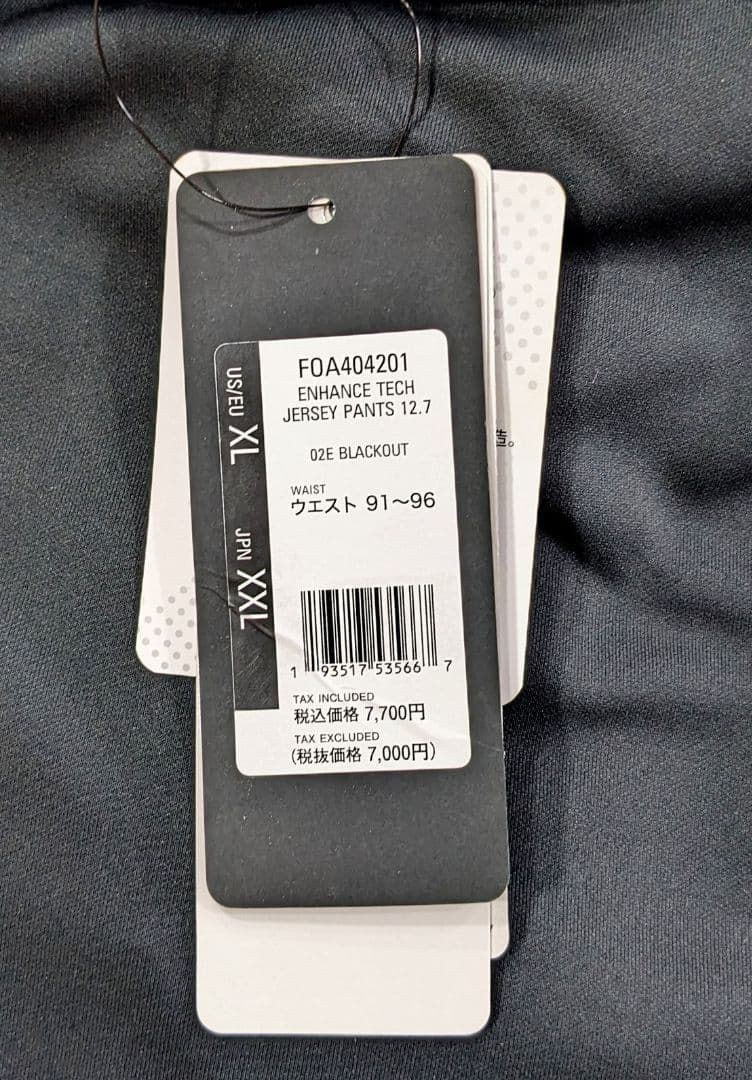 FOA404201
ENHANCE TECH
JERSEY PANTS 12.7
02E BLACKOUT
WAIST
ウエスト 91～96
US/EU XL
JPN XXL
1 93517 53566 7
TAX INCLUDED
税込価格 7,700円
TAX EXCLUDED
(税抜価格 7,000円)
造。